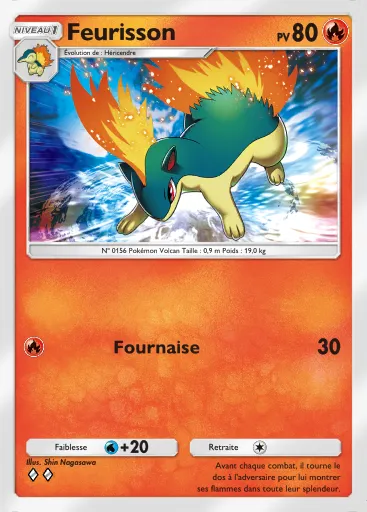 NIVEAU 1 Feurisson PV 80
Évolution de : Héricendre
N° 0156 Pokémon Volcan Taille : 0,9 m Poids : 19,0 kg
Fournaise 30
Faiblesse +20 Retraite
Illus. Shin Nagasawa
Avant chaque combat, il tourne le
dos à l'adversaire pour lui montrer
ses flammes dans toute leur splendeur.